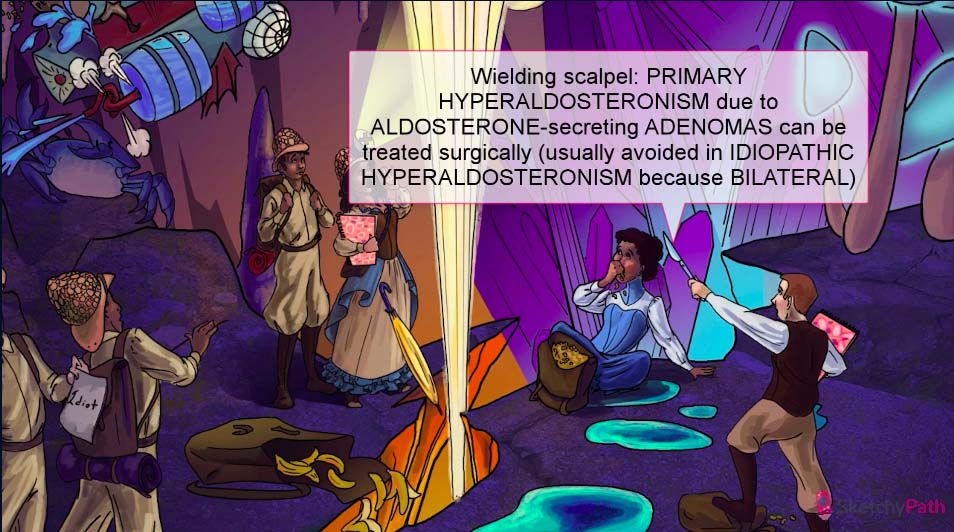 Wielding scalpel: PRIMARY
HYPERALDOSTERONISM due to
ALDOSTERONE-secreting ADENOMAS can be
treated surgically (usually avoided in IDIOPATHIC
HYPERALDOSTERONISM because BILATERAL)
Idiot
SketchyPath